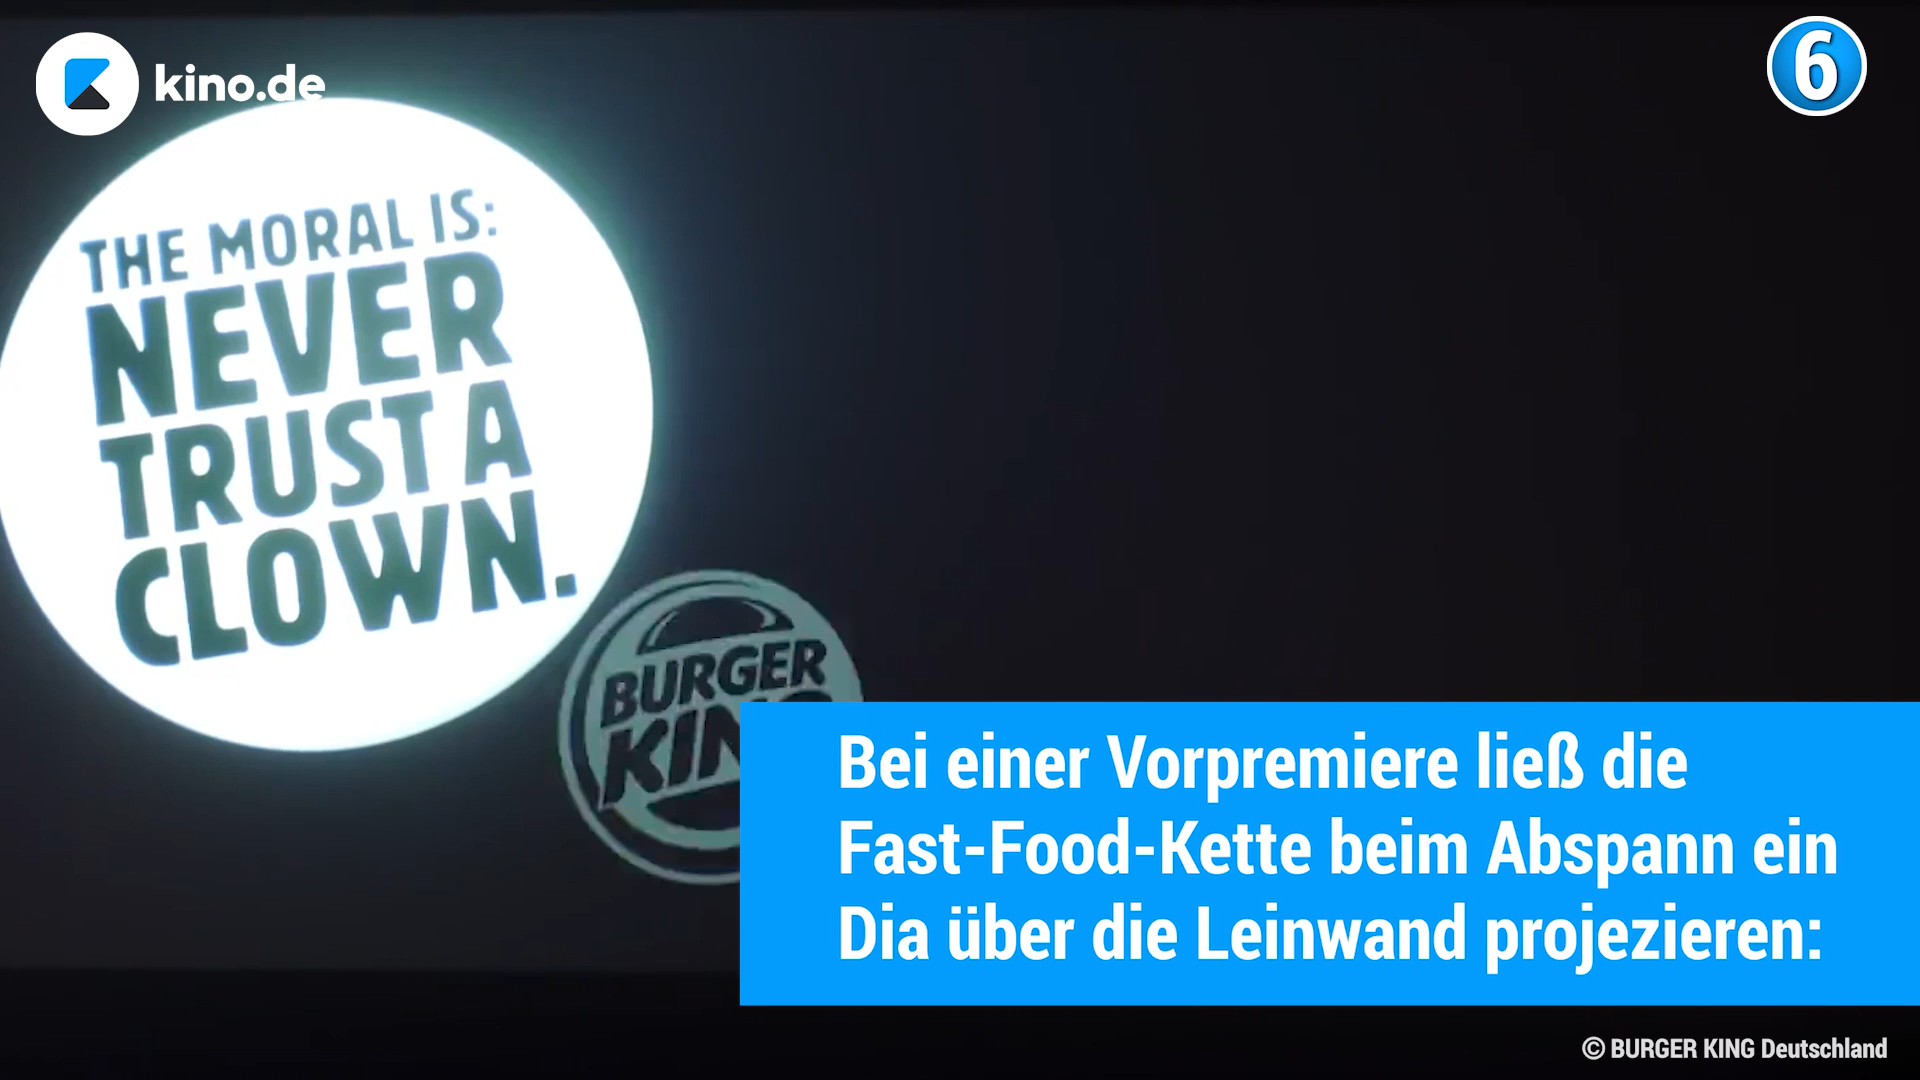 kino.de
6
THE MORAL IS:
NEVER
TRUST A
CLOWN.
BURGER
KING
Bei einer Vorpremiere ließ die
Fast-Food-Kette beim Abspann ein
Dia über die Leinwand projezieren:
© BURGER KING Deutschland